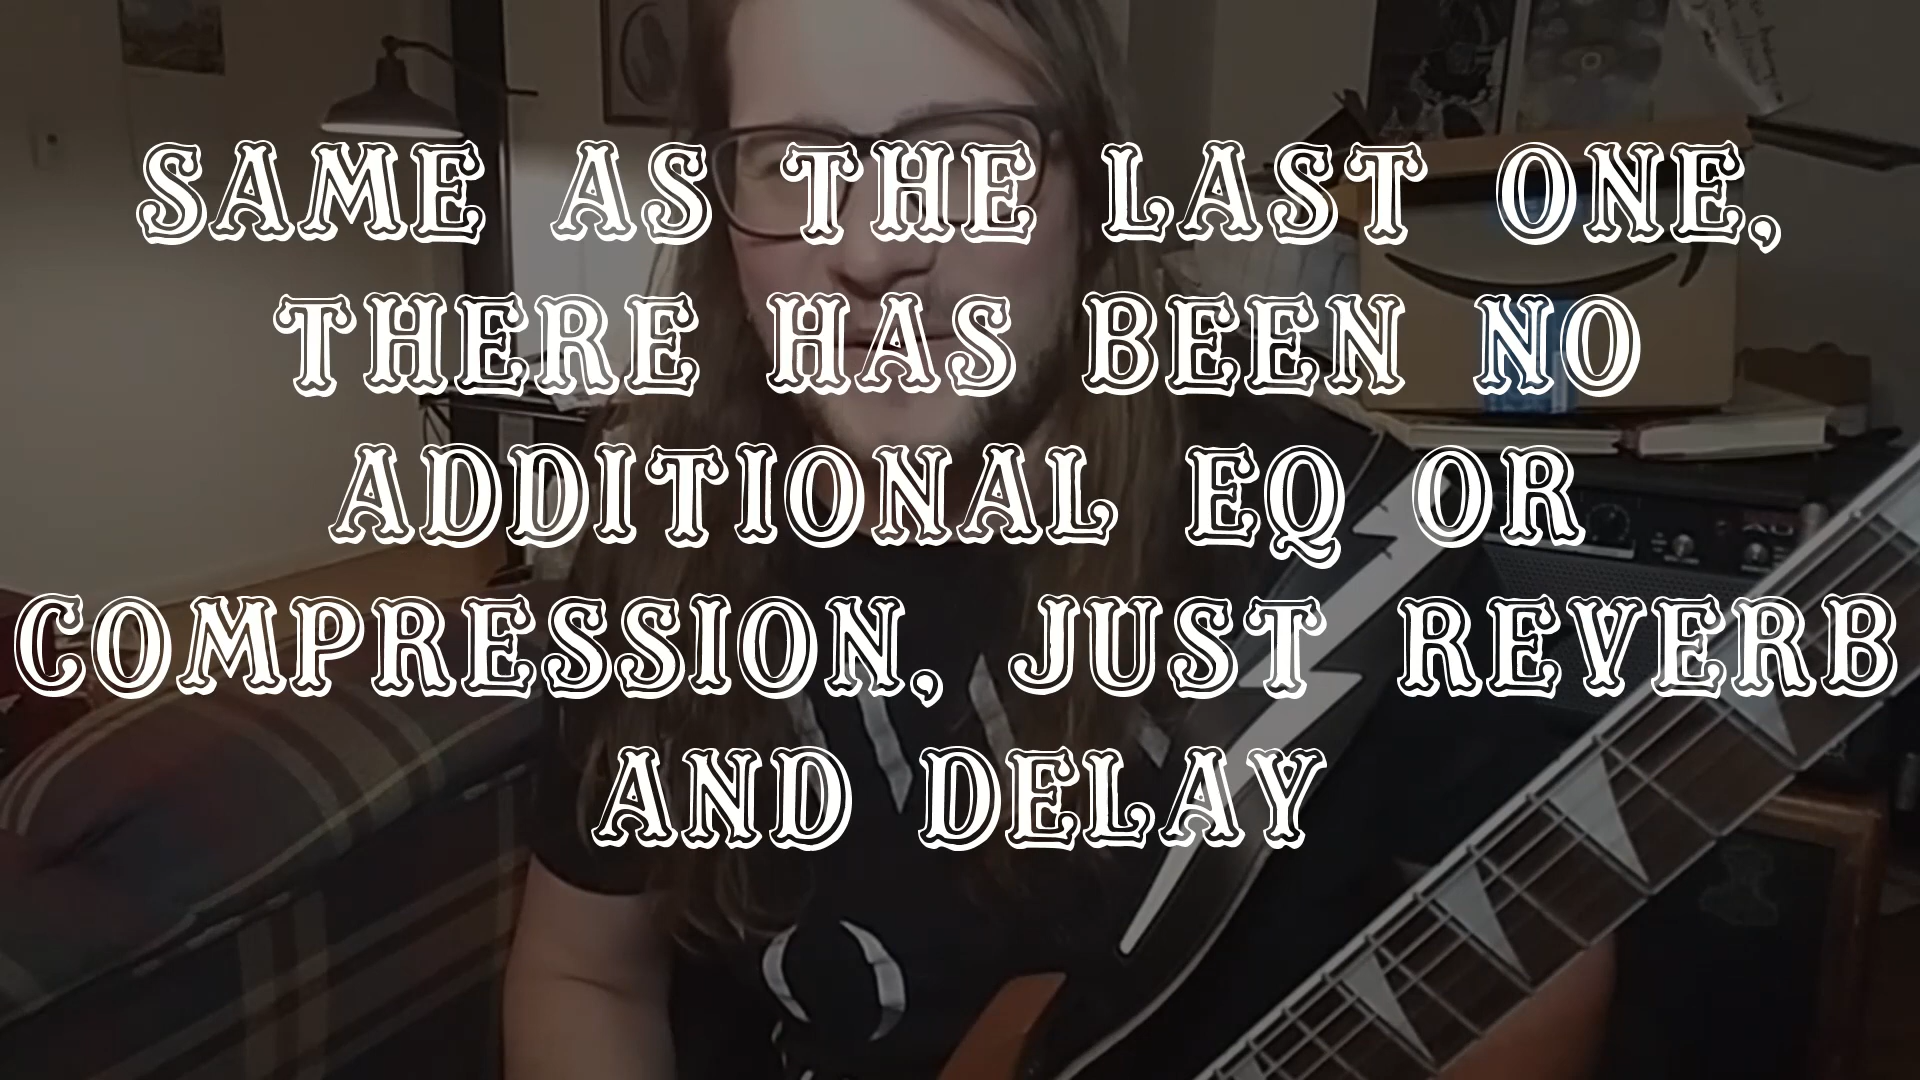 SAME AS THE LAST ONE,
THERE HAS BEEN NO
ADDITIONAL EQ OR
COMPRESSION, JUST REVERB
AND DELAY